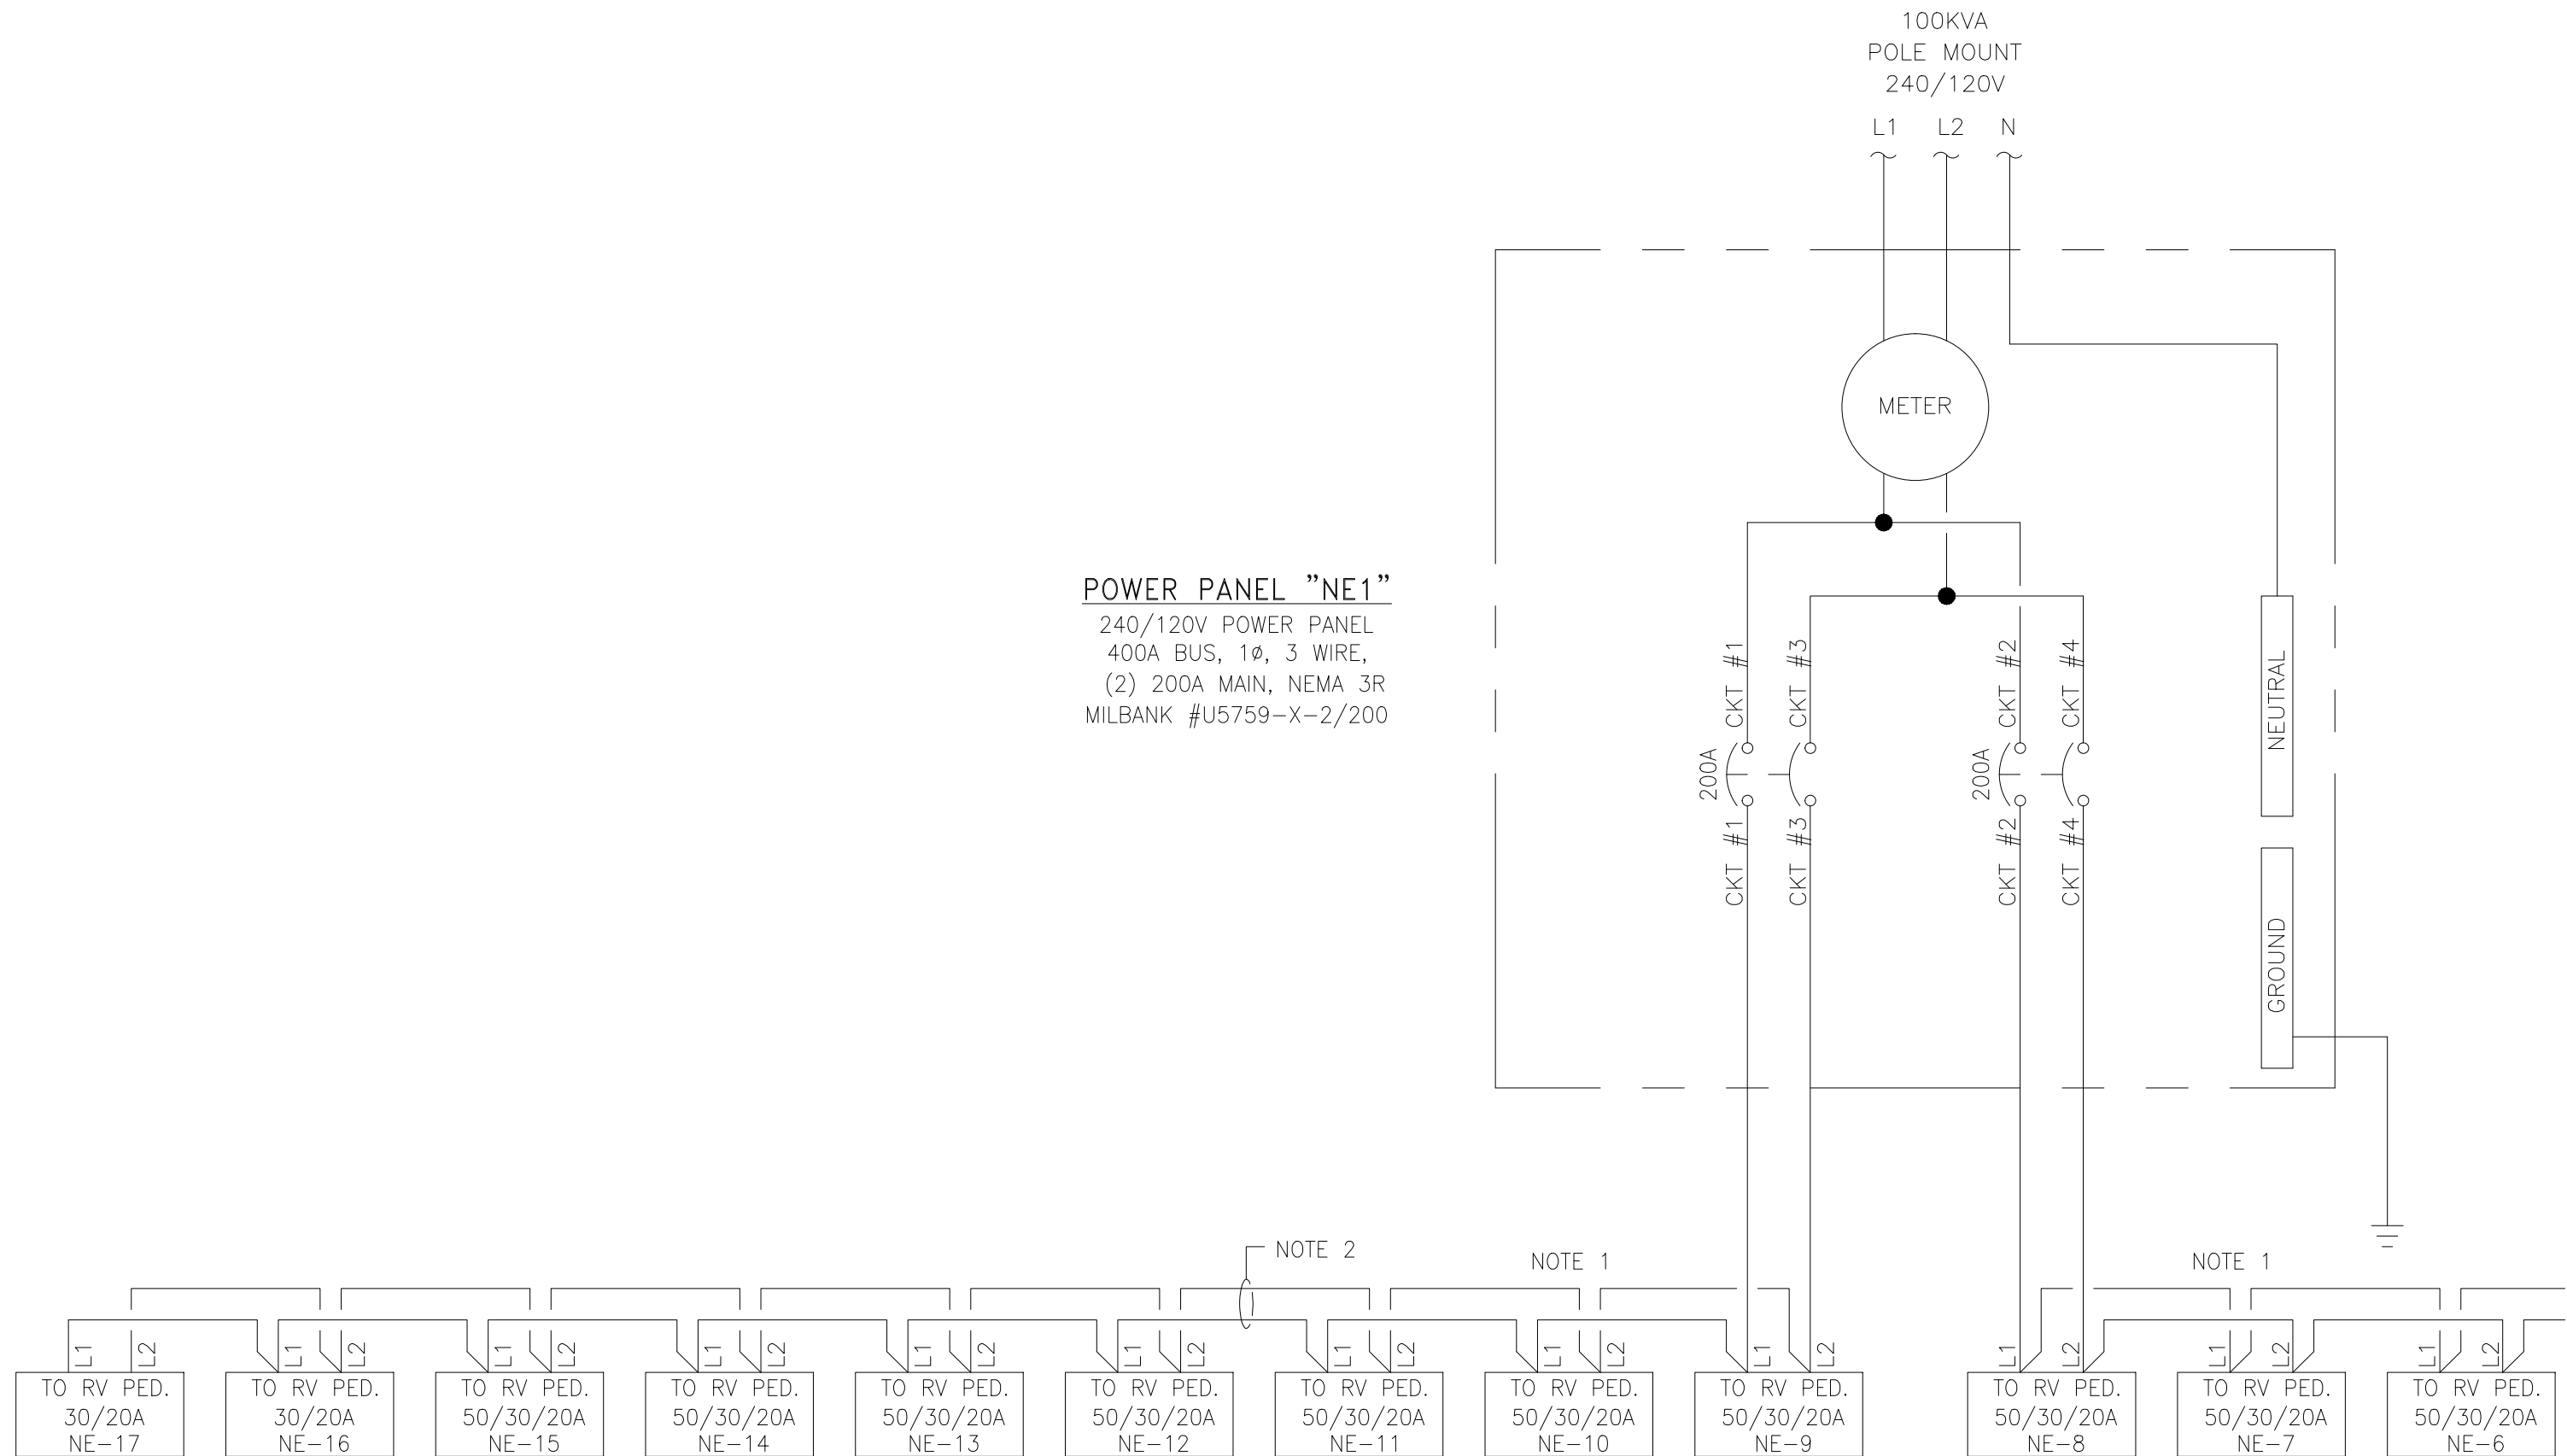 100KVA
POLE MOUNT
240/120V
L1 L2 N
METER
POWER PANEL "NE1"
240/120V POWER PANEL
400A BUS, 1ø, 3 WIRE,
(2) 200A MAIN, NEMA 3R
MILBANK #U5759-X-2/200
CKT #1
CKT #3
CKT #2
CKT #4
200A
200A
CKT #1
CKT #3
CKT #2
CKT #4
NEUTRAL
GROUND
NOTE 2
NOTE 1
NOTE 1
L1 L2
TO RV PED.
30/20A
NE-17
L1 L2
TO RV PED.
30/20A
NE-16
L1 L2
TO RV PED.
50/30/20A
NE-15
L1 L2
TO RV PED.
50/30/20A
NE-14
L1 L2
TO RV PED.
50/30/20A
NE-13
L1 L2
TO RV PED.
50/30/20A
NE-12
L1 L2
TO RV PED.
50/30/20A
NE-11
L1 L2
TO RV PED.
50/30/20A
NE-10
L1 L2
TO RV PED.
50/30/20A
NE-9
L1 L2
TO RV PED.
50/30/20A
NE-8
L1 L2
TO RV PED.
50/30/20A
NE-7
L1 L2
TO RV PED.
50/30/20A
NE-6